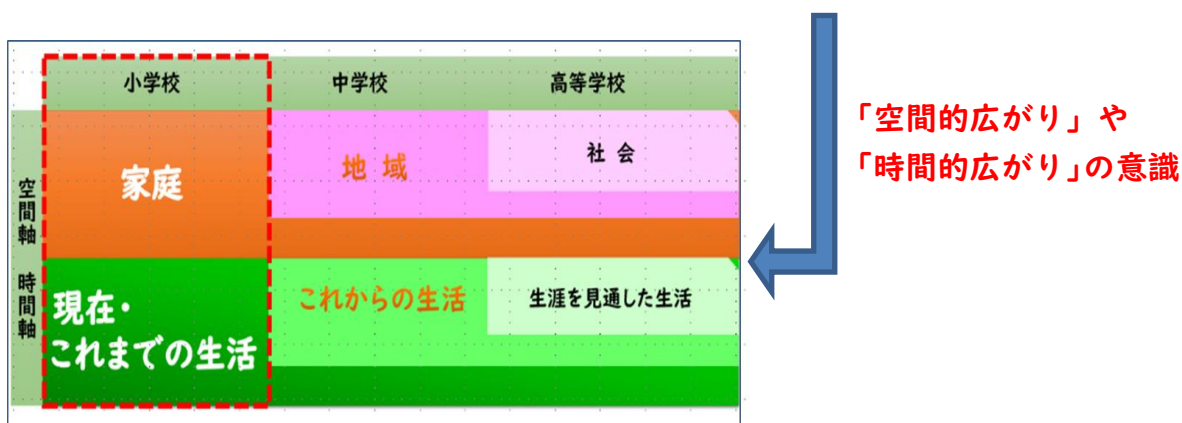 小学校
中学校
高等学校
空間軸
家庭
地域
社会
時間軸
現在・
これまでの生活
これからの生活
生涯を見通した生活
「空間的広がり」や
「時間的広がり」の意識